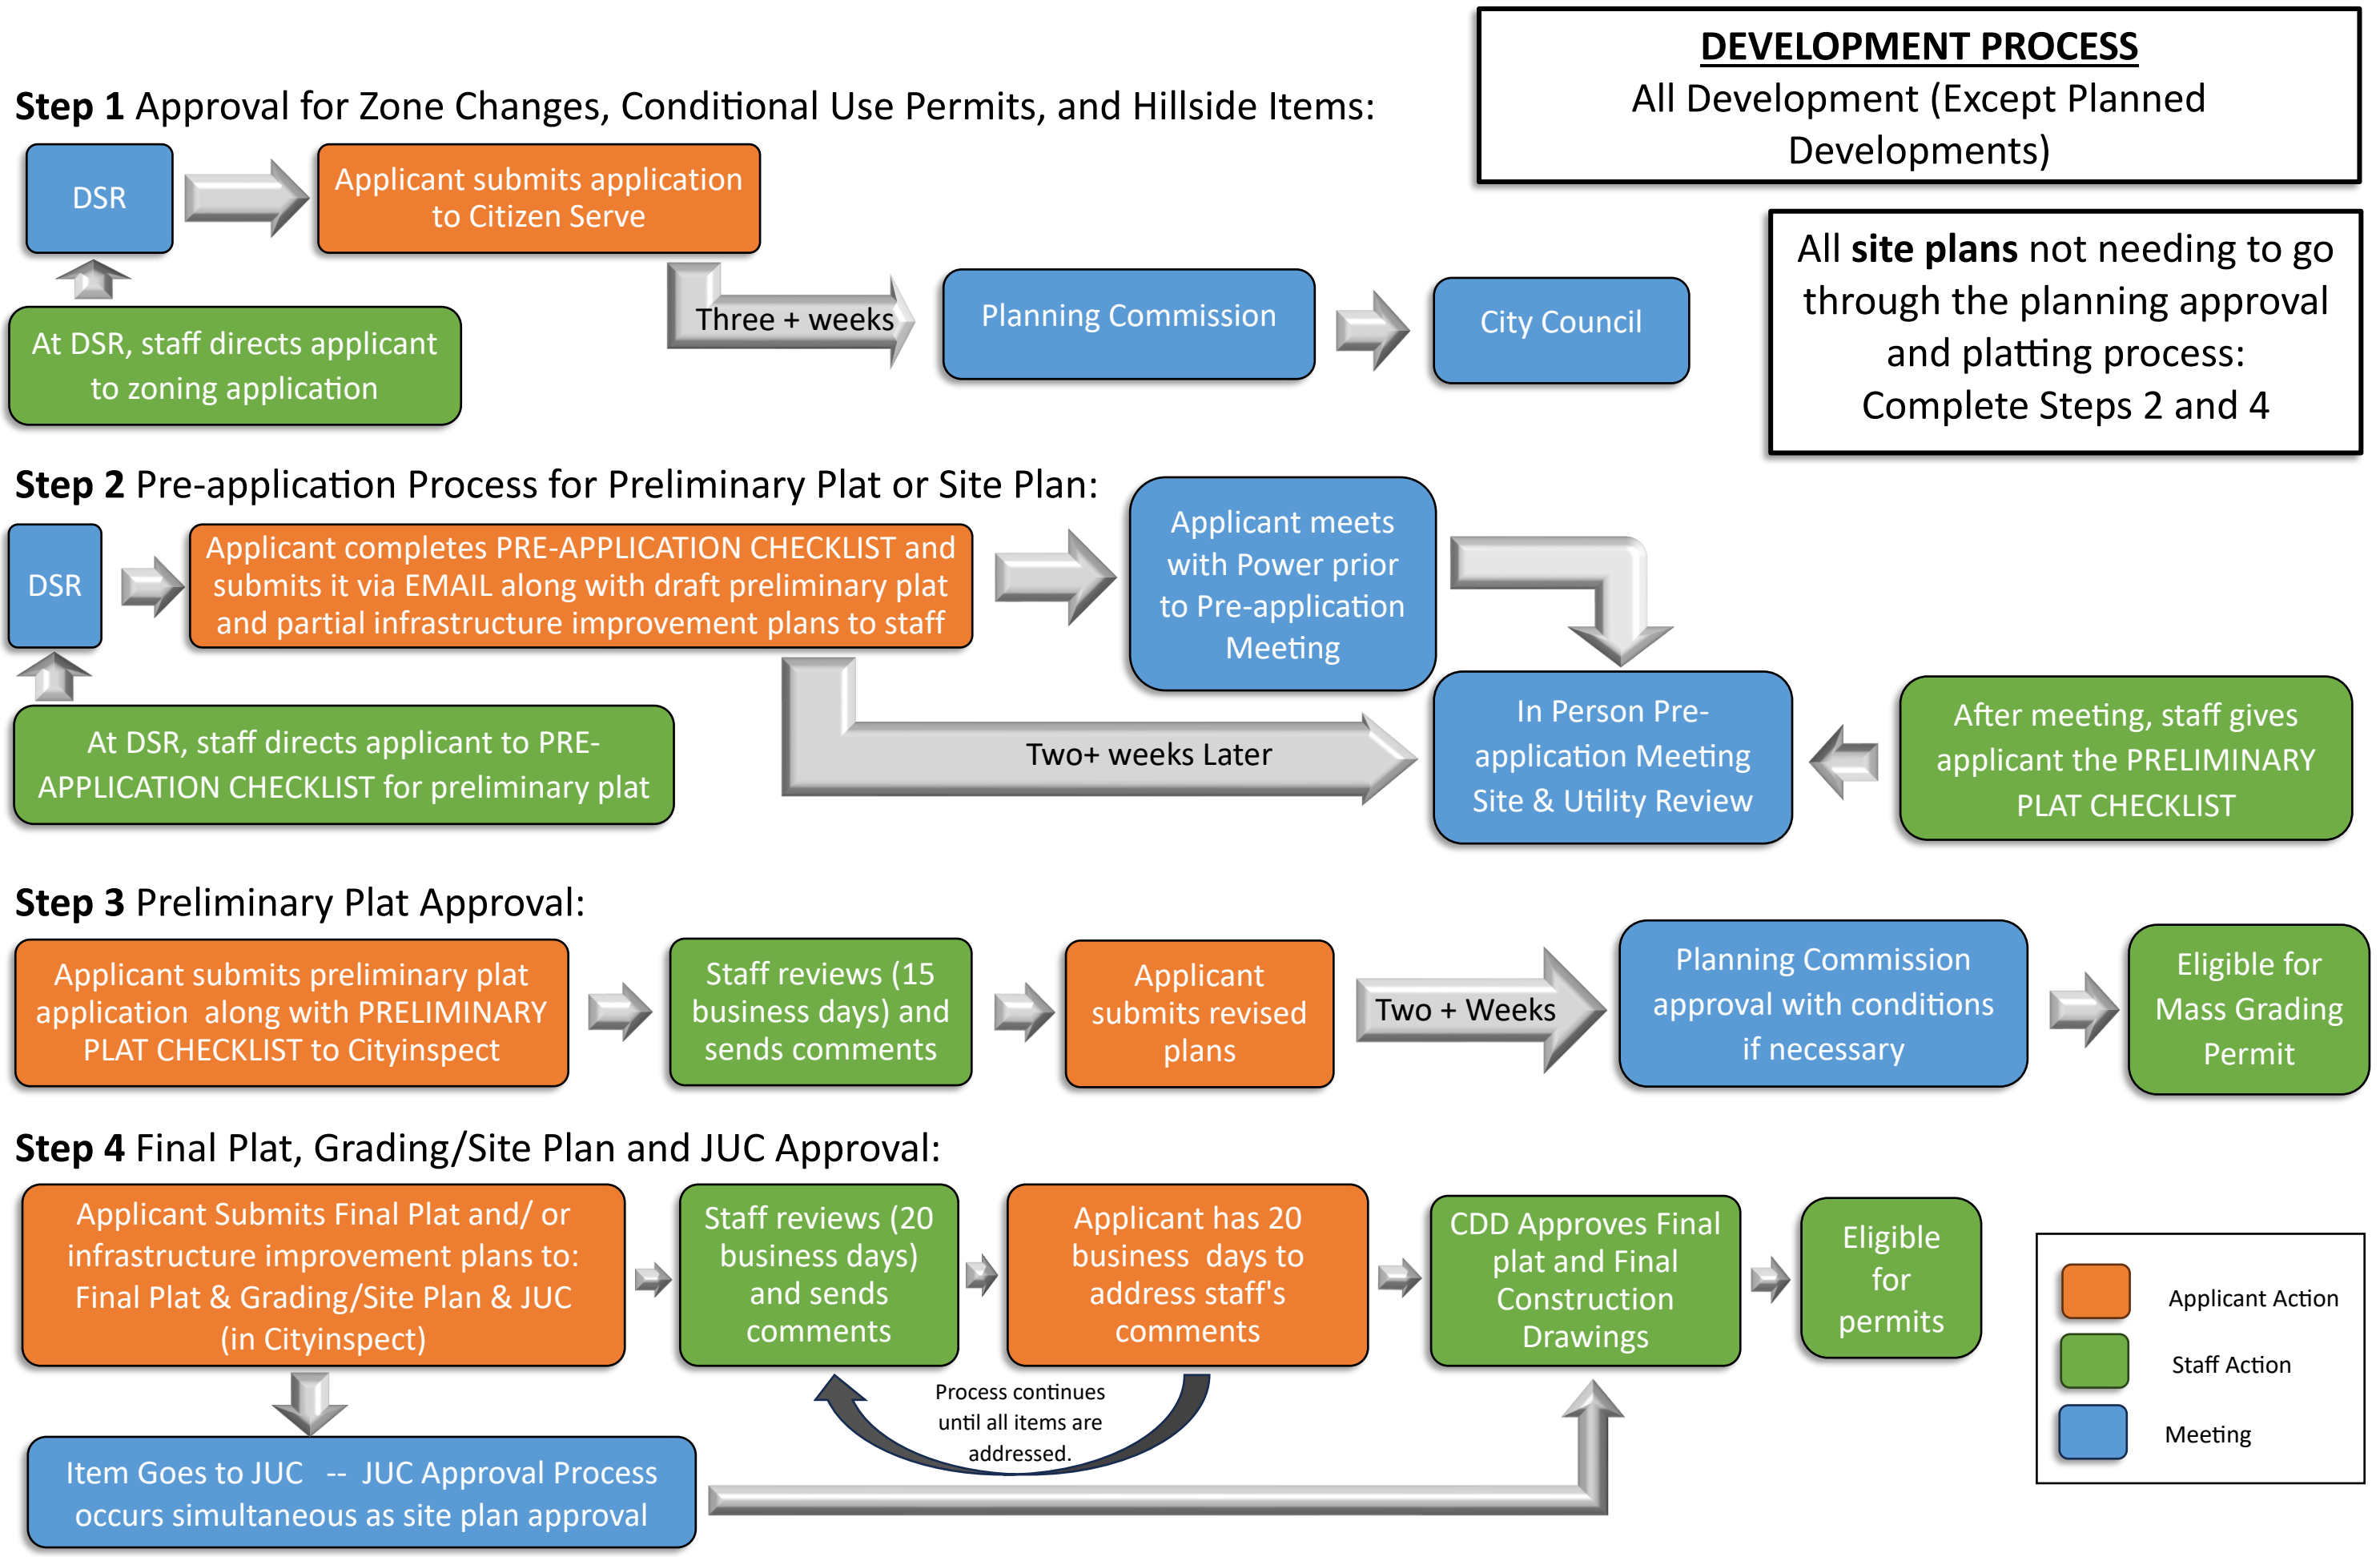 DEVELOPMENT PROCESS
All Development (Except Planned
Developments)
Step 1 Approval for Zone Changes, Conditional Use Permits, and Hillside Items:
DSR
Applicant submits application
to Citizen Serve
At DSR, staff directs applicant
to zoning application
Three + weeks
Planning Commission
City Council
All site plans not needing to go
through the planning approval
and platting process:
Complete Steps 2 and 4
Step 2 Pre-application Process for Preliminary Plat or Site Plan:
DSR
Applicant completes PRE-APPLICATION CHECKLIST and
submits it via EMAIL along with draft preliminary plat
and partial infrastructure improvement plans to staff
Applicant meets
with Power prior
to Pre-application
Meeting
At DSR, staff directs applicant to PRE-
APPLICATION CHECKLIST for preliminary plat
Two+ weeks Later
In Person Pre-
application Meeting
Site & Utility Review
After meeting, staff gives
applicant the PRELIMINARY
PLAT CHECKLIST
Step 3 Preliminary Plat Approval:
Applicant submits preliminary plat
application along with PRELIMINARY
PLAT CHECKLIST to Cityinspect
Staff reviews (15
business days) and
sends comments
Applicant
submits revised
plans
Two + Weeks
Planning Commission
approval with conditions
if necessary
Eligible for
Mass Grading
Permit
Step 4 Final Plat, Grading/Site Plan and JUC Approval:
Applicant Submits Final Plat and/ or
infrastructure improvement plans to:
Final Plat & Grading/Site Plan & JUC
(in Cityinspect)
Staff reviews (20
business days)
and sends
comments
Applicant has 20
business days to
address staff's
comments
CDD Approves Final
plat and Final
Construction
Drawings
Eligible
for
permits
Process continues
until all items are
addressed.
Item Goes to JUC -- JUC Approval Process
occurs simultaneous as site plan approval
Applicant Action
Staff Action
Meeting